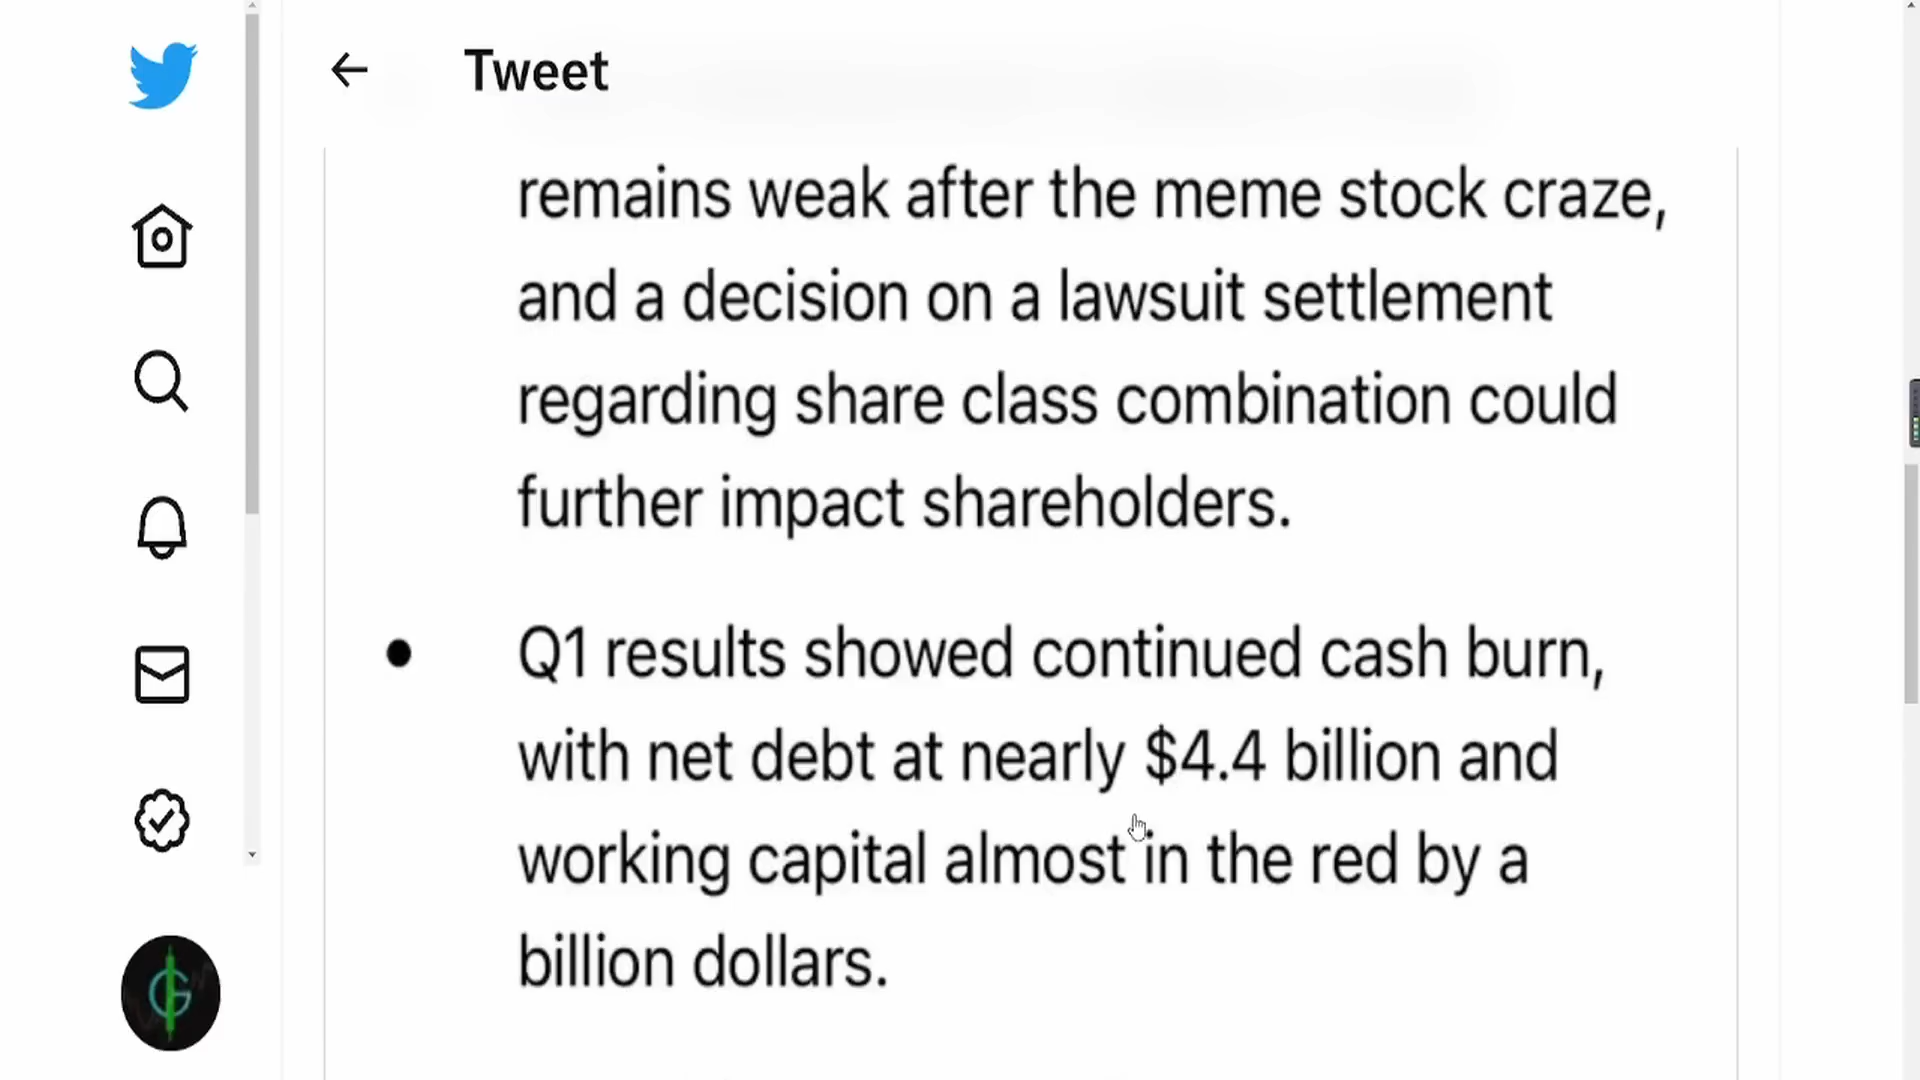 Tweet
remains weak after the meme stock craze,
and a decision on a lawsuit settlement
regarding share class combination could
further impact shareholders.
● Q1 results showed continued cash burn,
with net debt at nearly $4.4 billion and
working capital almost in the red by a
billion dollars.